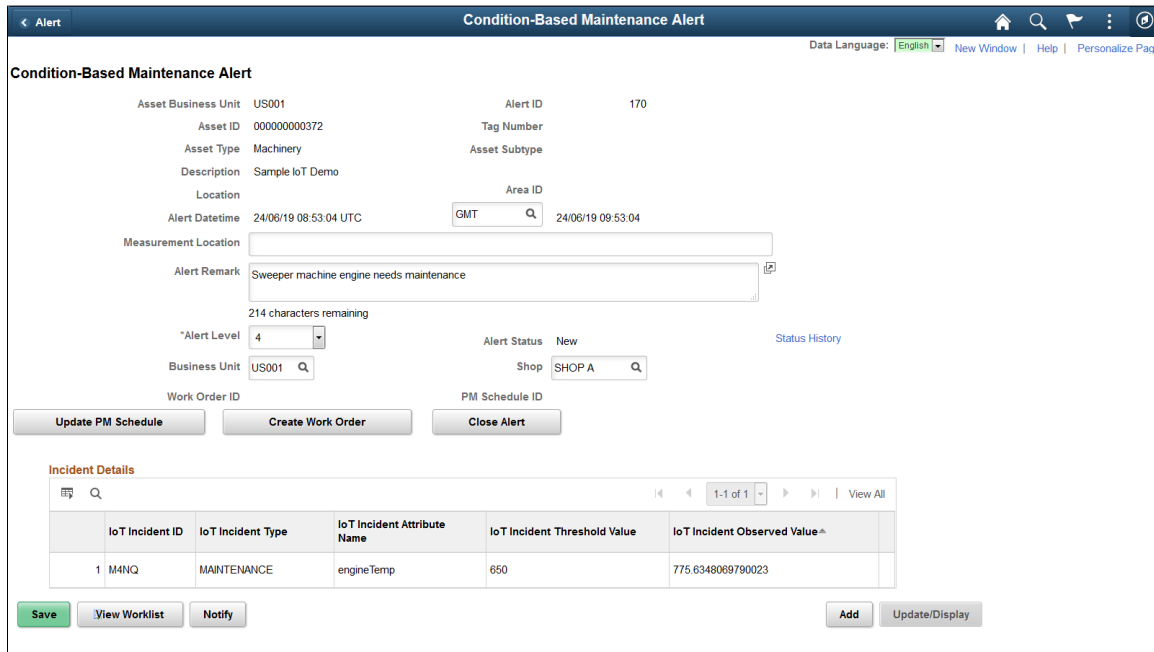 Alert
Condition-Based Maintenance Alert
Data Language: English New Window | Help | Personalize Pag
Condition-Based Maintenance Alert
Asset Business Unit US001 Alert ID 170
Asset ID 000000000372 Tag Number
Asset Type Machinery Asset Subtype
Description Sample IoT Demo
Location Area ID
Alert Datetime 24/06/19 08:53:04 UTC GMT 24/06/19 09:53:04
Measurement Location
Alert Remark Sweeper machine engine needs maintenance
214 characters remaining
*Alert Level 4 Alert Status New Status History
Business Unit US001 Shop SHOP A
Work Order ID PM Schedule ID
Update PM Schedule Create Work Order Close Alert
Incident Details
1-1 of 1 | View All
IoT Incident ID IoT Incident Type IoT Incident Attribute Name IoT Incident Threshold Value IoT Incident Observed Value
1 M4NQ MAINTENANCE engineTemp 650 775.6348069790023
Save View Worklist Notify Add Update/Display